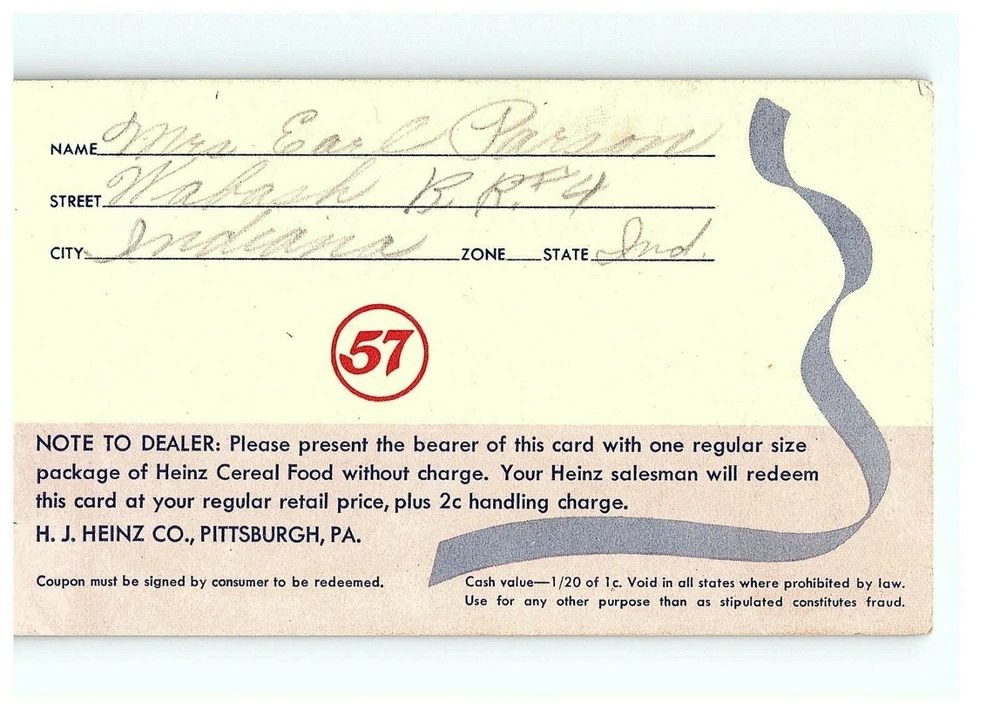 NAME Mrs Earl Parson
STREET Wabash R.R. #4
CITY Indiana ZONE STATE Ind.
57
NOTE TO DEALER: Please present the bearer of this card with one regular size
package of Heinz Cereal Food without charge. Your Heinz salesman will redeem
this card at your regular retail price, plus 2c handling charge.
H. J. HEINZ CO., PITTSBURGH, PA.
Coupon must be signed by consumer to be redeemed.
Cash value—1/20 of 1c. Void in all states where prohibited by law.
Use for any other purpose than as stipulated constitutes fraud.